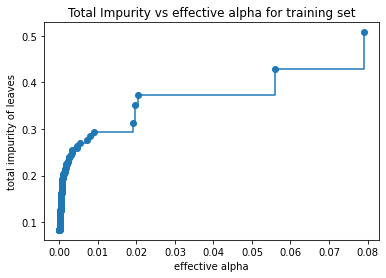 Total Impurity vs effective alpha for training set
total impurity of leaves
0.5
0.4
0.3
0.2
0.1
0.00 0.01 0.02 0.03 0.04 0.05 0.06 0.07 0.08
effective alpha